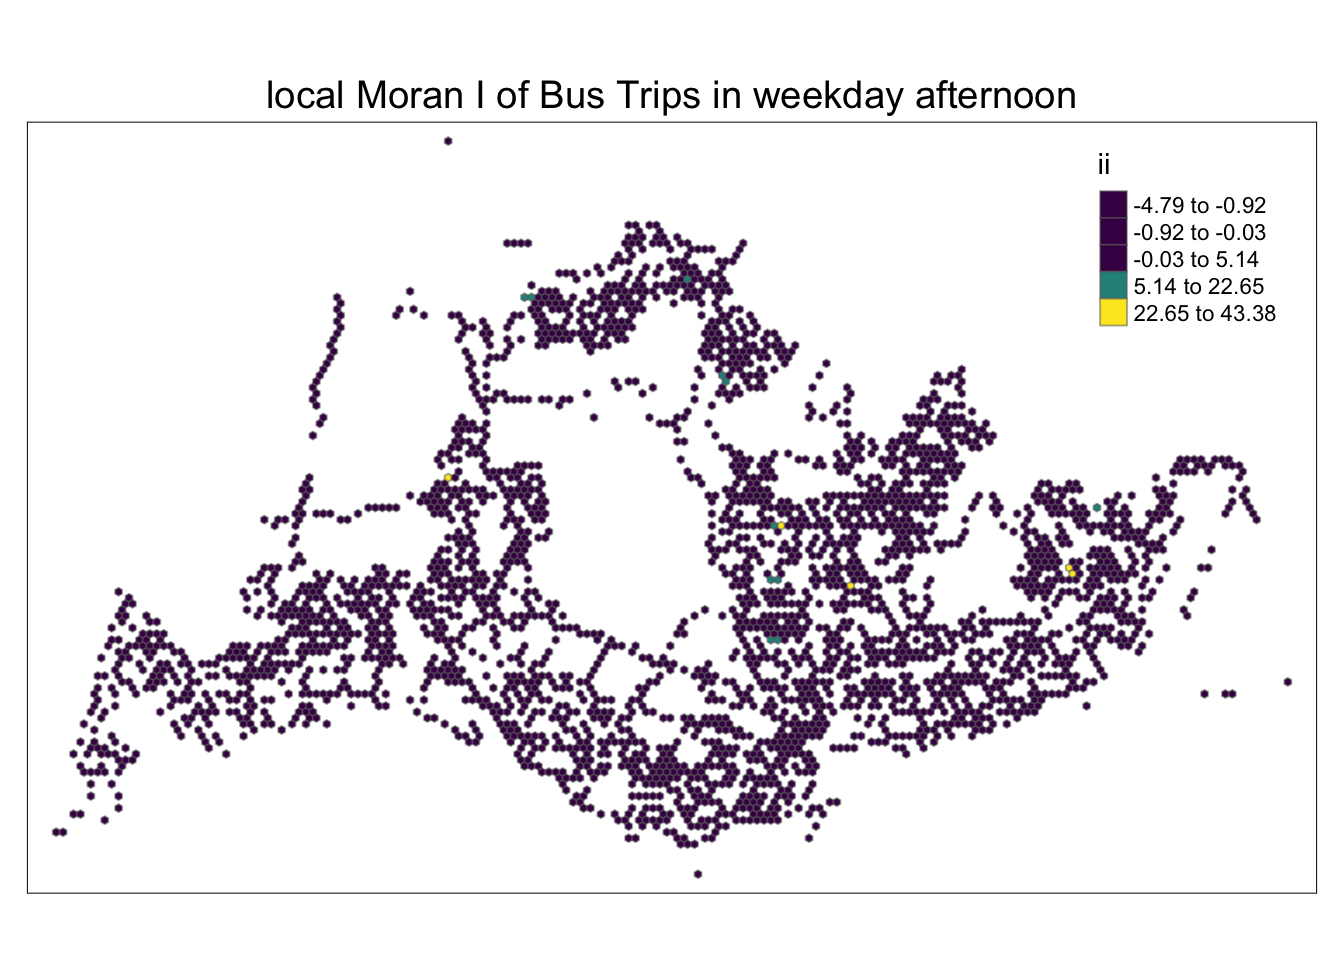 local Moran I of Bus Trips in weekday afternoon
ii
-4.79 to -0.92
-0.92 to -0.03
-0.03 to 5.14
5.14 to 22.65
22.65 to 43.38